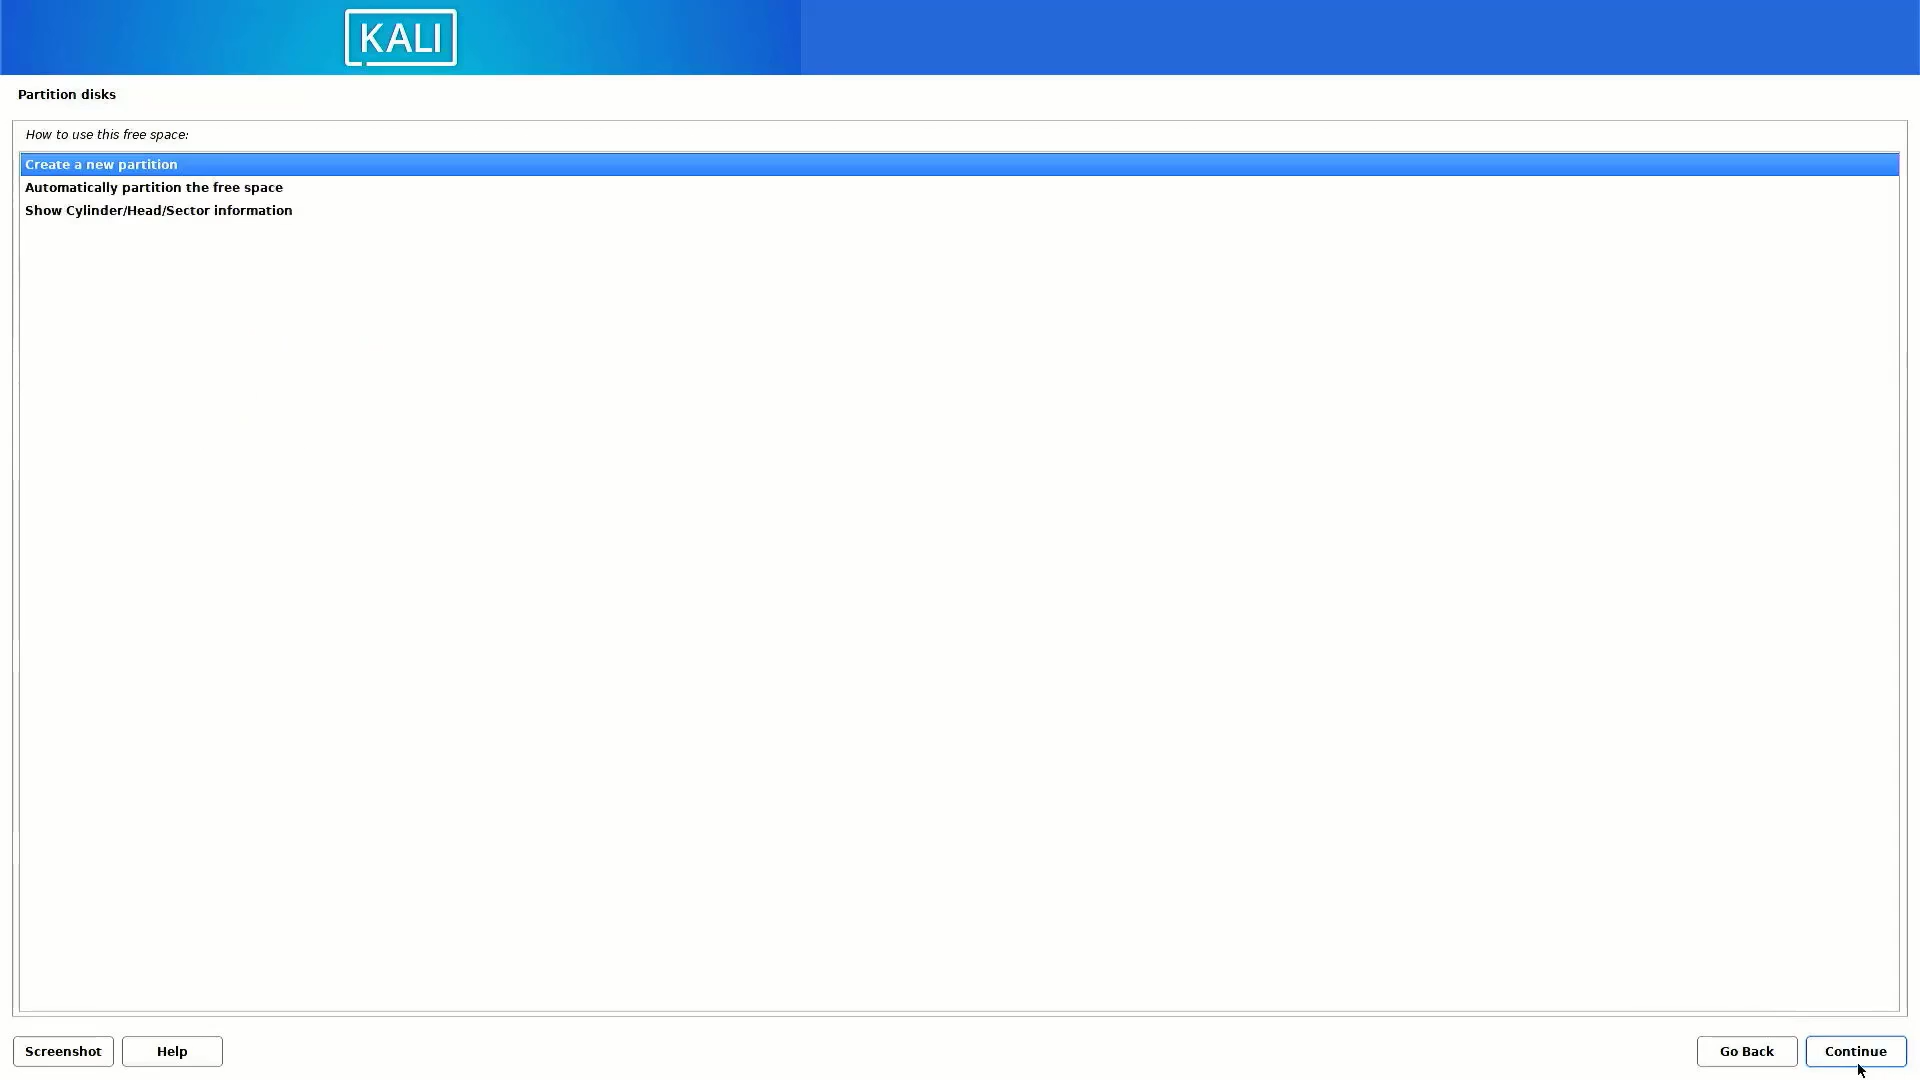 KALI
Partition disks
How to use this free space:
Create a new partition
Automatically partition the free space
Show Cylinder/Head/Sector information
Screenshot
Help
Go Back
Continue